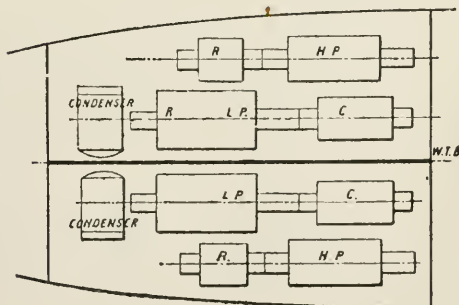 R H.P.
CONDENSER R L.P. C.
W.T.B
CONDENSER L.P. C.
R. H.P.